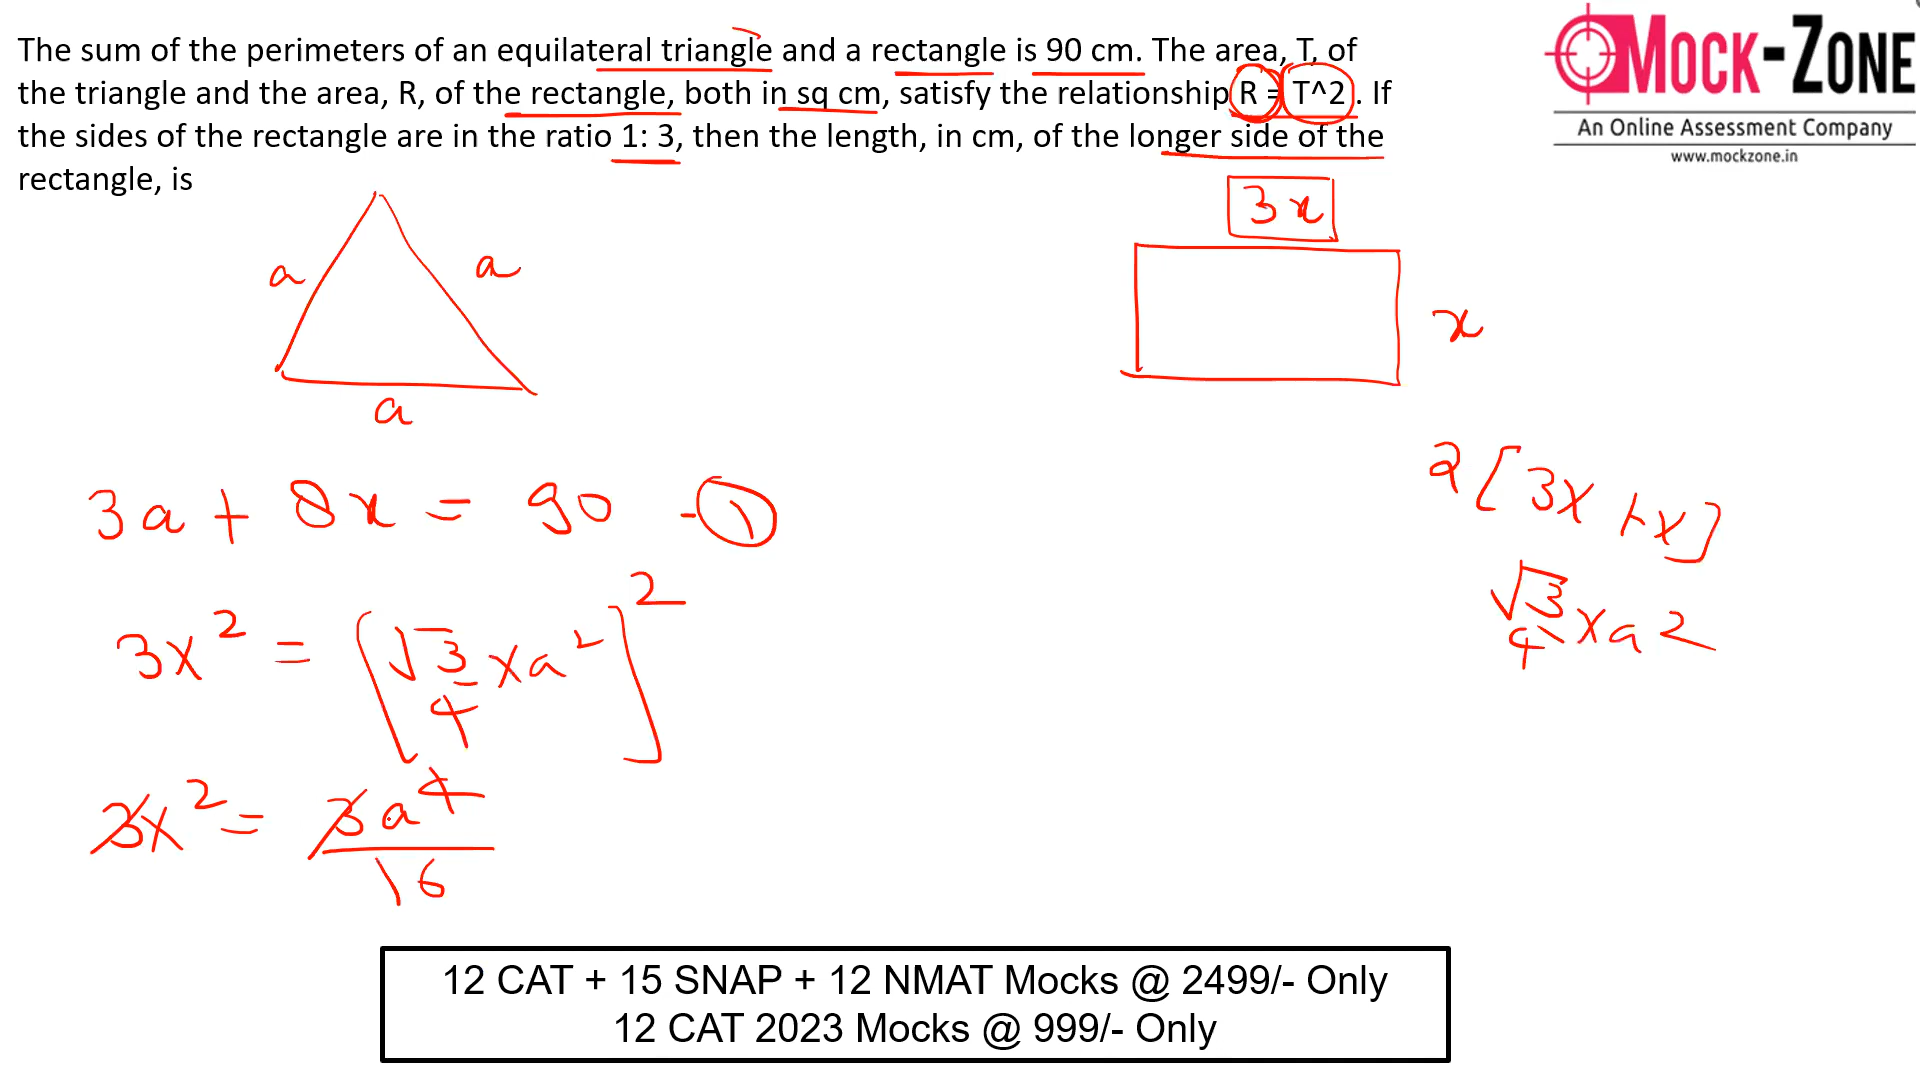 The sum of the perimeters of an equilateral triangle and a rectangle is 90 cm. The area, T, of
the triangle and the area, R, of the rectangle, both in sq cm, satisfy the relationship R = T^2 . If
the sides of the rectangle are in the ratio 1: 3, then the length, in cm, of the longer side of the
rectangle, is
MOCK-ZONE
An Online Assessment Company
www.mockzone.in
3x
a
a
a
x
3a + 8x = 90 - 1
2[3x + x]
√3/4 x a2
3x² = [√3/4 x a²]²
3x² = 3a⁴/16
12 CAT + 15 SNAP + 12 NMAT Mocks @ 2499/- Only
12 CAT 2023 Mocks @ 999/- Only